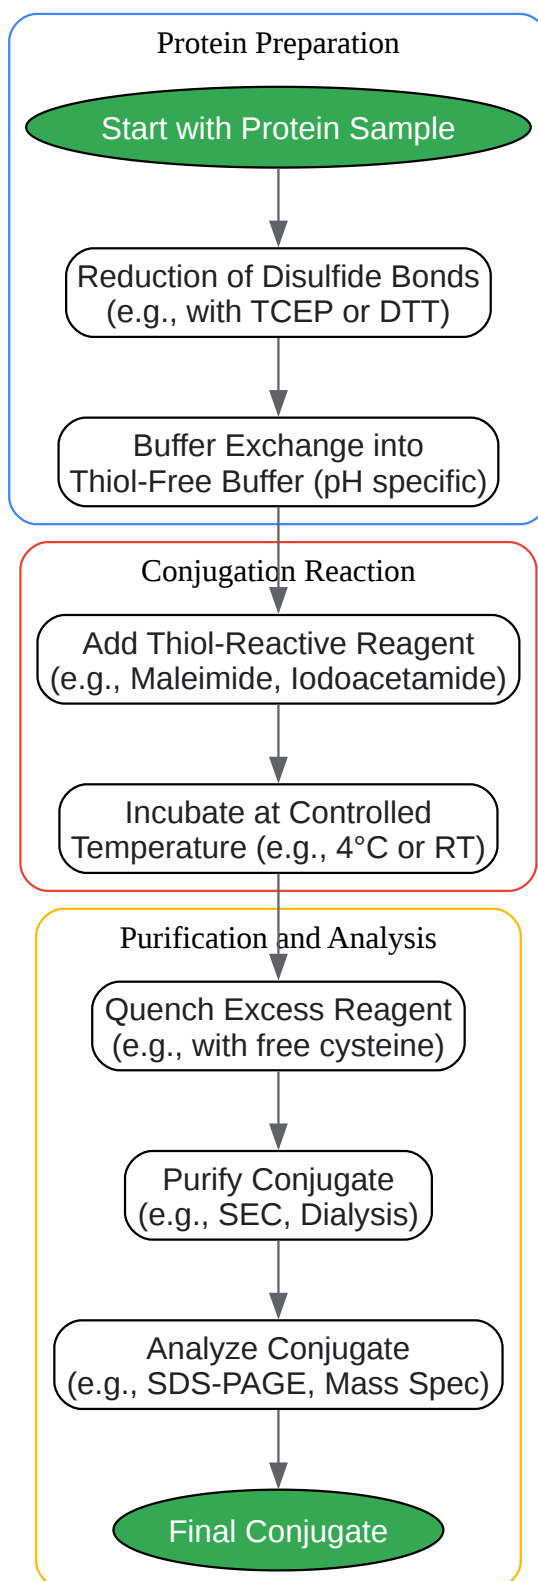 Protein Preparation
Start with Protein Sample
Reduction of Disulfide Bonds
(e.g., with TCEP or DTT)
Buffer Exchange into
Thiol-Free Buffer (pH specific)
Conjugation Reaction
Add Thiol-Reactive Reagent
(e.g., Maleimide, Iodoacetamide)
Incubate at Controlled
Temperature (e.g., 4°C or RT)
Purification and Analysis
Quench Excess Reagent
(e.g., with free cysteine)
Purify Conjugate
(e.g., SEC, Dialysis)
Analyze Conjugate
(e.g., SDS-PAGE, Mass Spec)
Final Conjugate